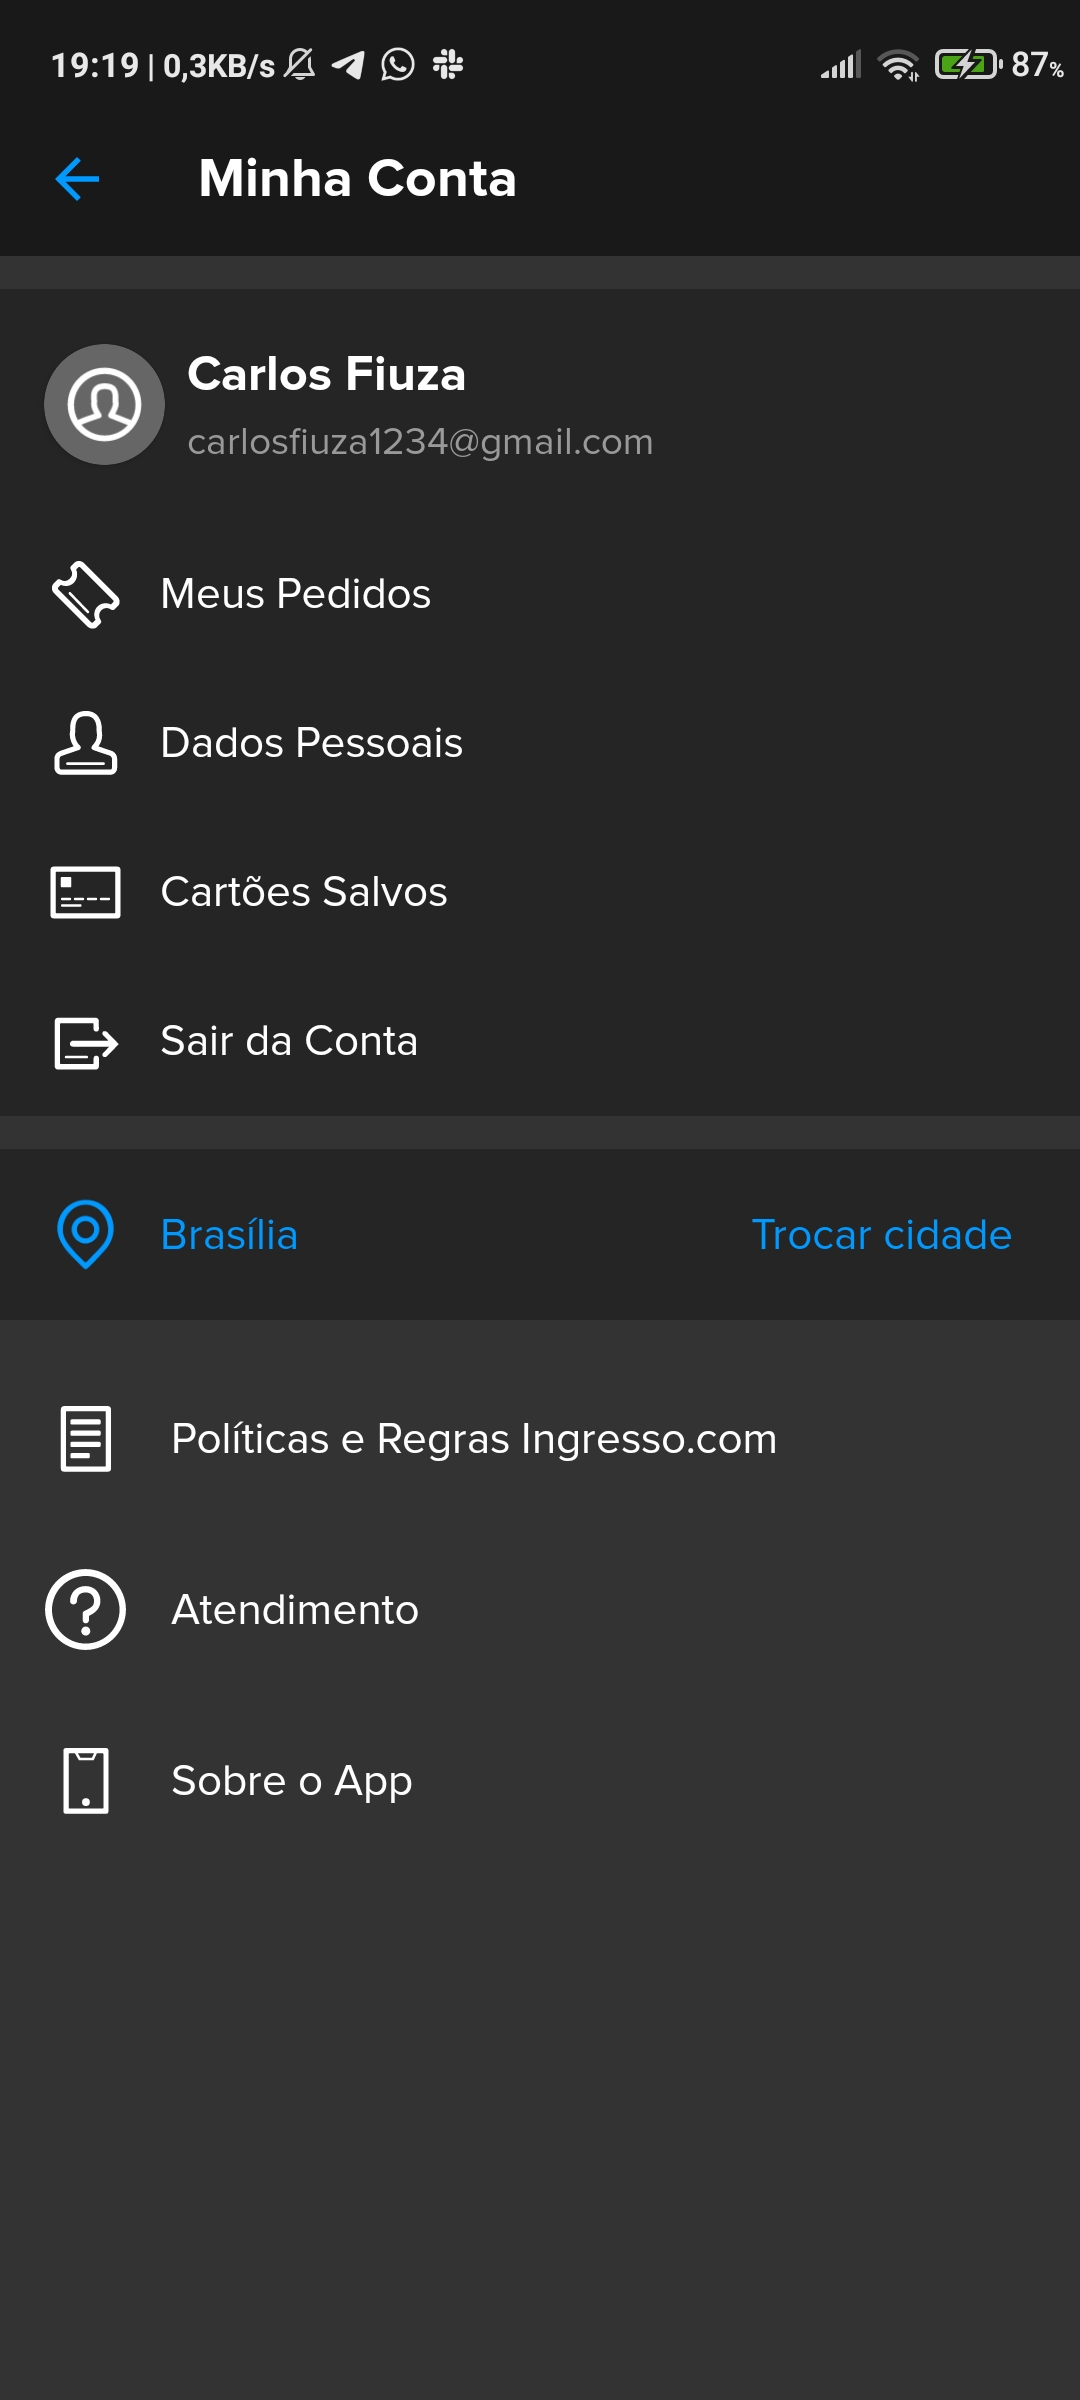 19:19 | 0,3KB/s 87%
Minha Conta
Carlos Fiuza
carlosfiuza1234@gmail.com
Meus Pedidos
Dados Pessoais
Cartões Salvos
Sair da Conta
Brasília Trocar cidade
Políticas e Regras Ingresso.com
Atendimento
Sobre o App